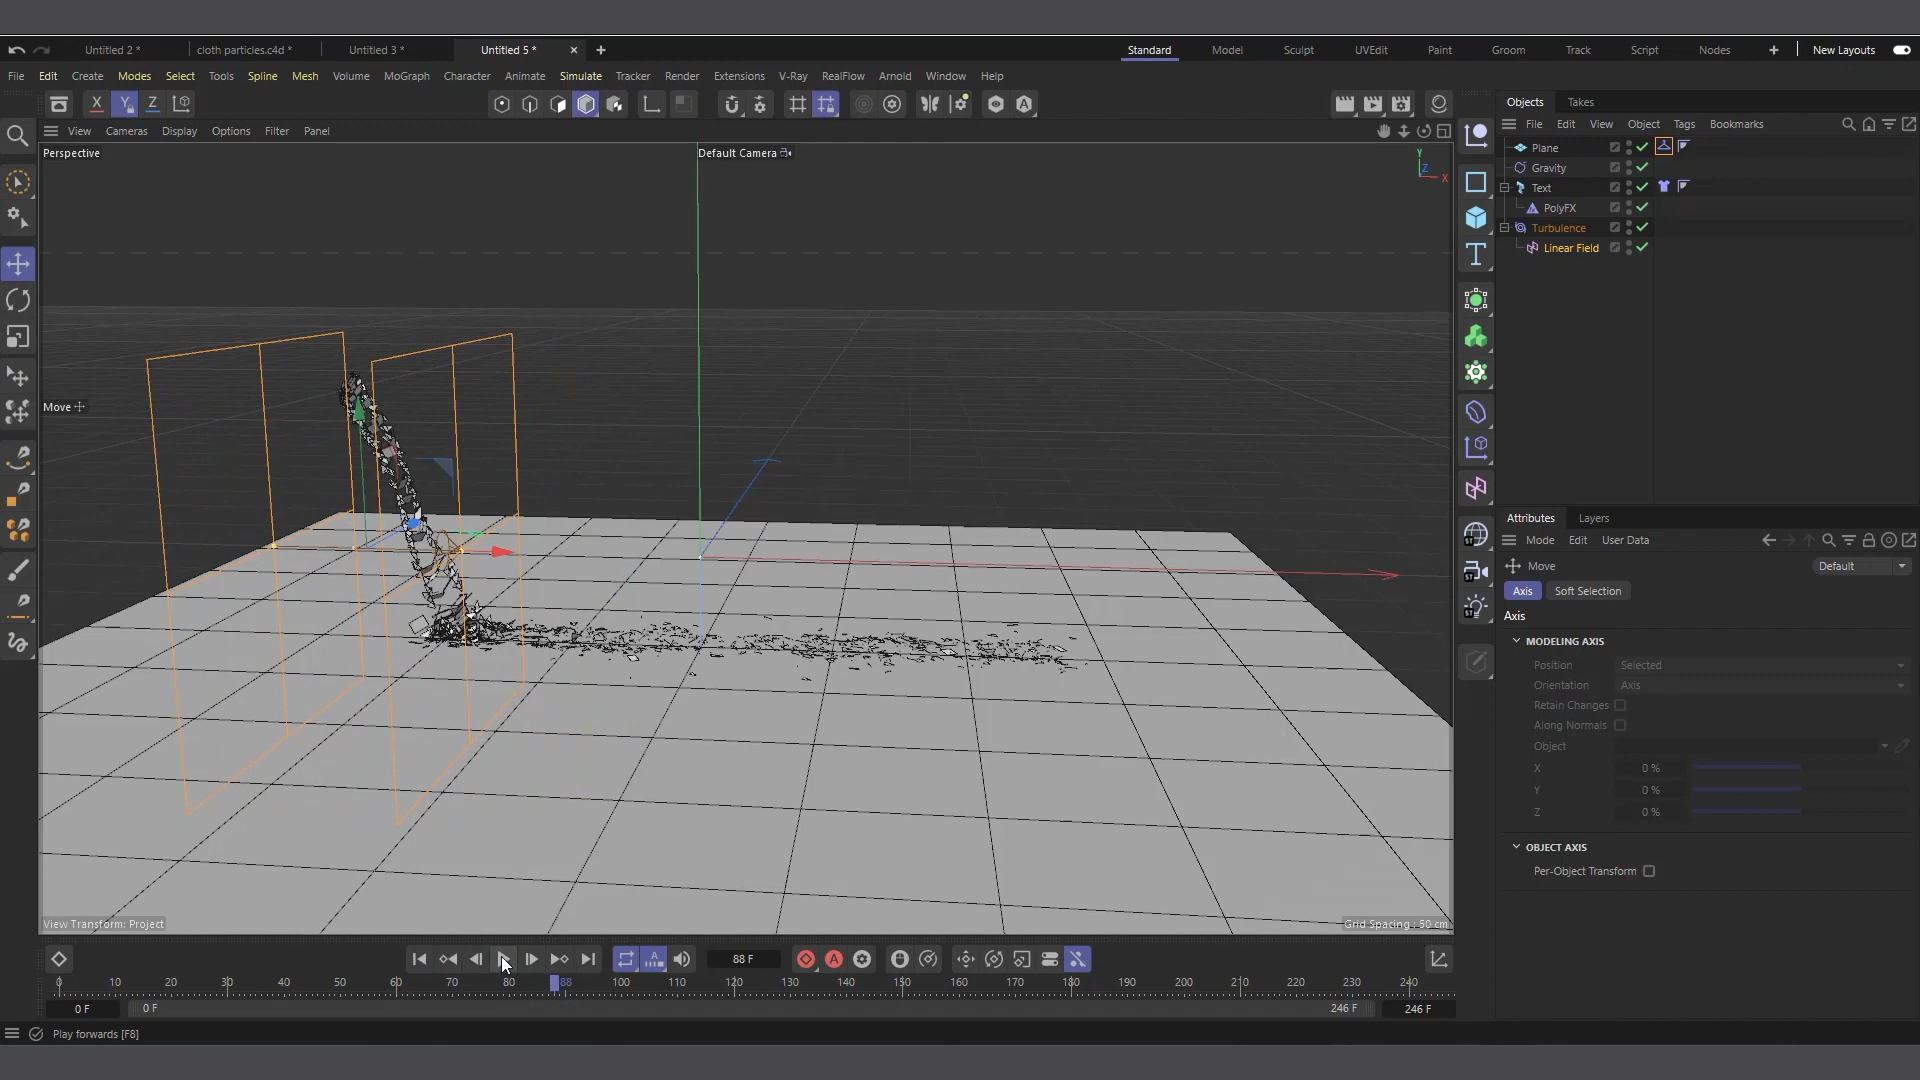 Untitled 2 * cloth particles.c4d * Untitled 3 * Untitled 5 * Standard Model Sculpt UVEdit Paint Groom Track Script Nodes New Layouts
File Edit Create Modes Select Tools Spline Mesh Volume MoGraph Character Animate Simulate Tracker Render Extensions V-Ray RealFlow Arnold Window Help
X Y Z
View Cameras Display Options Filter Panel
Perspective
Default Camera
Y
Z
X
Move
View Transform: Project
Grid Spacing : 50 cm
Objects Takes
File Edit View Object Tags Bookmarks
Plane
Gravity
Text
PolyFX
Turbulence
Linear Field
Attributes Layers
Mode Edit User Data
Move Default
Axis Soft Selection
Axis
MODELING AXIS
Position Selected
Orientation Axis
Retain Changes
Along Normals
Object
X 0 %
Y 0 %
Z 0 %
OBJECT AXIS
Per-Object Transform
88 F
0 10 20 30 40 50 60 70 80 88 100 110 120 130 140 150 160 170 180 190 200 210 220 230 240
0 F 0 F 246 F 246 F
Play forwards [F8]